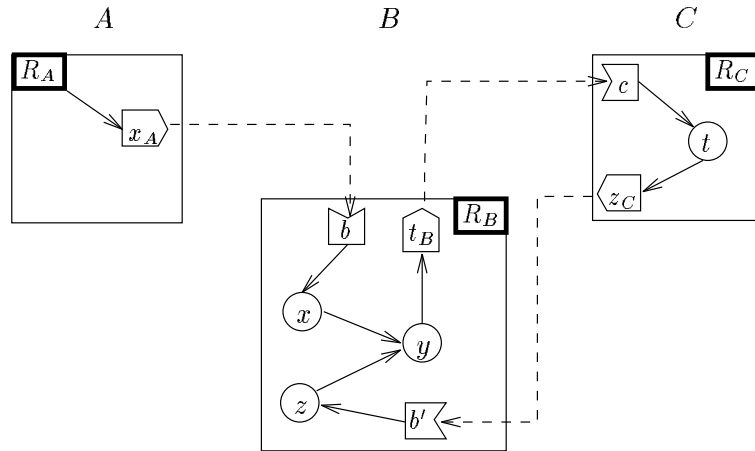 A B C
R_A R_C
c
x_A
t
z_C
R_B
b t_B
x
y
z
b′